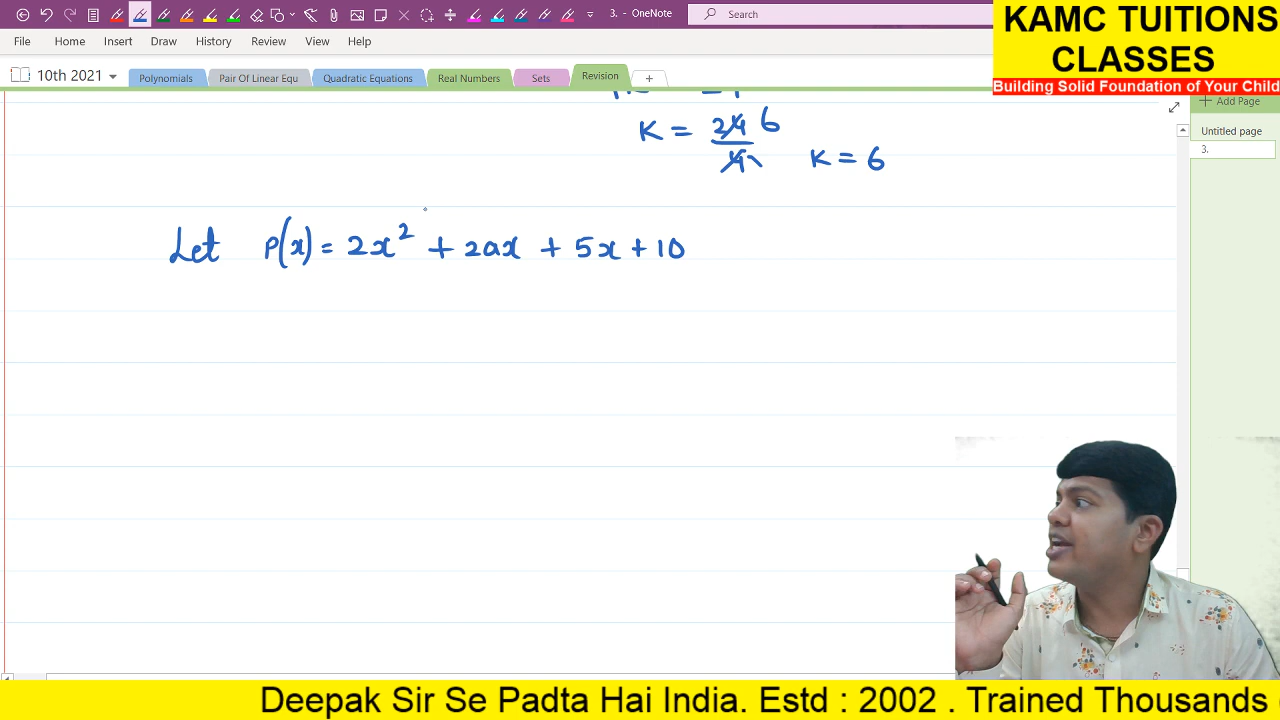 3. - OneNote
Search
KAMC TUITIONS
CLASSES
Building Solid Foundation of Your Child
File Home Insert Draw History Review View Help
10th 2021
Polynomials
Pair Of Linear Equ
Quadratic Equations
Real Numbers
Sets
Revision
+
+ Add Page
Untitled page
3.
K = 24/4 6
K = 6
Let p(x) = 2x² + 2ax + 5x + 10
Deepak Sir Se Padta Hai India. Estd : 2002 . Trained Thousands